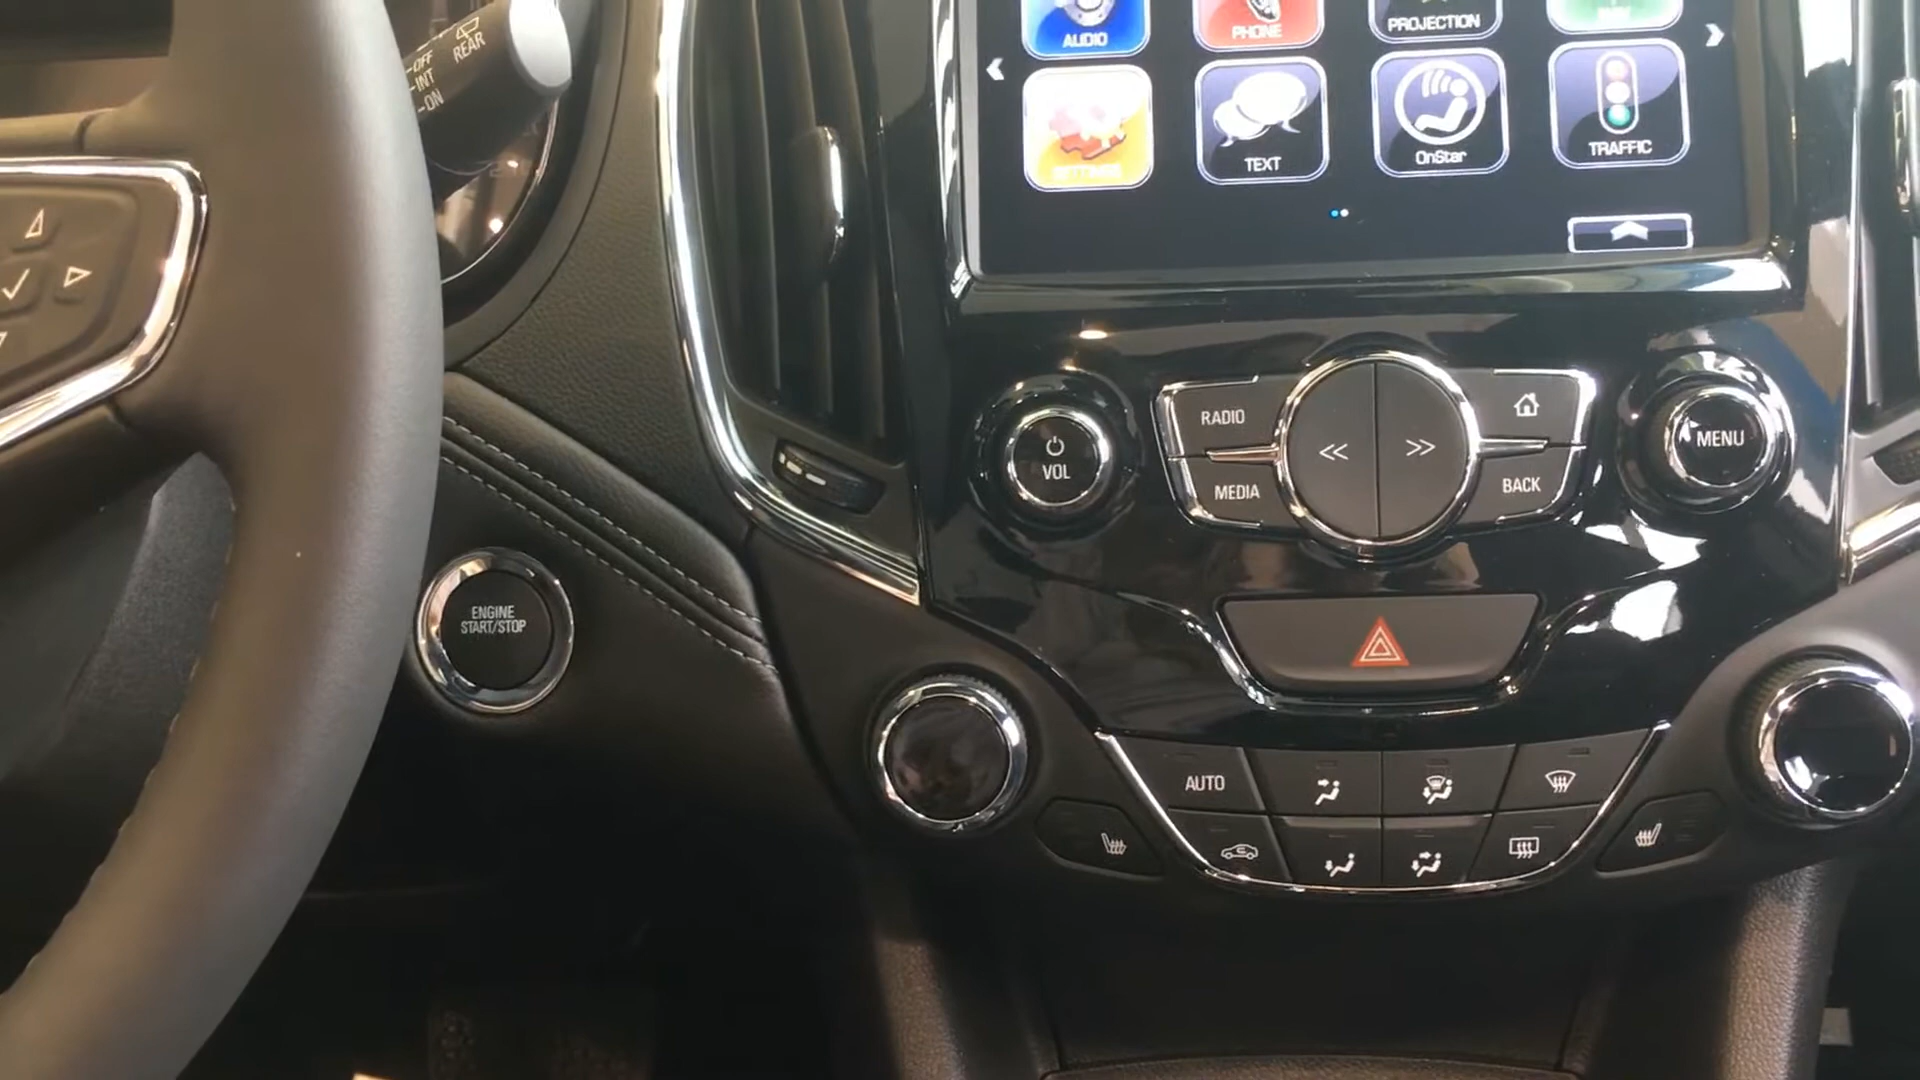 OFF
INT
ON
REAR
AUDIO
PHONE
PROJECTION
SETTINGS
TEXT
OnStar
TRAFFIC
VOL
RADIO
MEDIA
BACK
MENU
ENGINE
START/STOP
AUTO